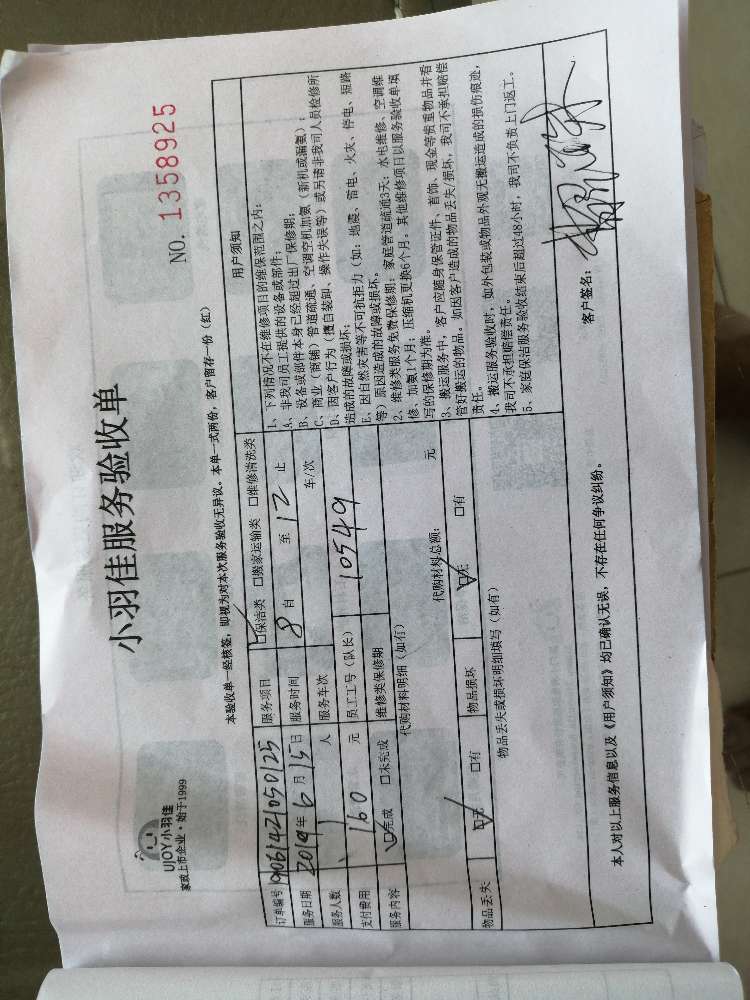 UJOY小羽佳
家政上市企业·始于1999
小羽佳服务验收单
NO. 1358925
本验收单一经核签，即视为对本次服务验收无异议。本单一式两份，客户留存一份（红）
订单编号 9061421050125
服务项目 ☑保洁类 □搬家运输类 □维修清洗类
服务日期 2019年6月15日
服务时间 8 自 至 12 止
服务人数 1 人
服务车次 车/次
支付费用 160 元
员工工号（队长） 10549
服务内容 ☑完成 □未完成
维修类保修期
代购材料明细（如有）
代购材料总额： 元
物品丢失 ☑无 □有
物品损坏 ☑无 □有
物品丢失或损坏明细填写（如有）
用户须知
1、下列情况不在维修项目的维保范围之内：
A、非我司员工提供的设备或部件；
B、设备或部件本身已经超过出厂保修期；
C、商业（商铺）管道疏通、空调空机加氨（新机或漏氨）；
D、因客户行为（擅自装卸、操作失误等）或另请非我司人员检修所
造成的故障或损坏；
E、因自然灾害等不可抗拒力（如：地震、雷电、火灾、停电、短路
等）原因造成的故障或损坏。
2、维修类服务免费保修期：家庭管道疏通3天；水电维修、空调维
修、加氨1个月；压缩机更换6个月。其他维修项目以服务验收单填
写的保修期为准。
3、搬运服务中，客户应随身保管证件、首饰、现金等贵重物品并看
管好搬运的物品。如因客户造成的物品丢失/损坏，我司不承担赔偿
责任。
4、搬运服务验收时，如外包装或物品外观无搬运造成的损伤痕迹，
我司不承担赔偿责任。
5、家庭保洁服务验收结束后超过48小时，我司不负责上门返工。
本人对以上服务信息以及《用户须知》均已确认无误，不存在任何争议纠纷。
客户签名：